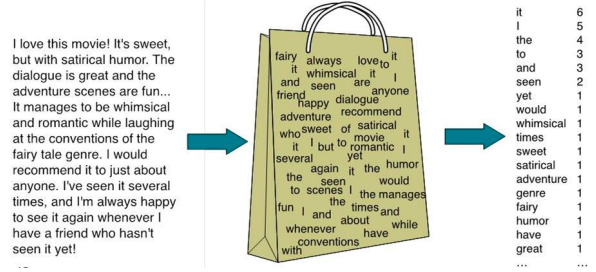 I love this movie! It's sweet,
but with satirical humor. The
dialogue is great and the
adventure scenes are fun...
It manages to be whimsical
and romantic while laughing
at the conventions of the
fairy tale genre. I would
recommend it to just about
anyone. I've seen it several
times, and I'm always happy
to see it again whenever I
have a friend who hasn't
seen it yet!
fairy always love to it
it whimsical it I
and seen are anyone
friend happy dialogue
adventure recommend
who sweet of satirical
it I but to movie it
romantic I
several yet
again it the humor
the seen would
to scenes I the manages
fun the times and
I and about while
whenever have
conventions
with
it 6
I 5
the 4
to 3
and 3
seen 2
yet 1
would 1
whimsical 1
times 1
sweet 1
satirical 1
adventure 1
genre 1
fairy 1
humor 1
have 1
great 1
... ...